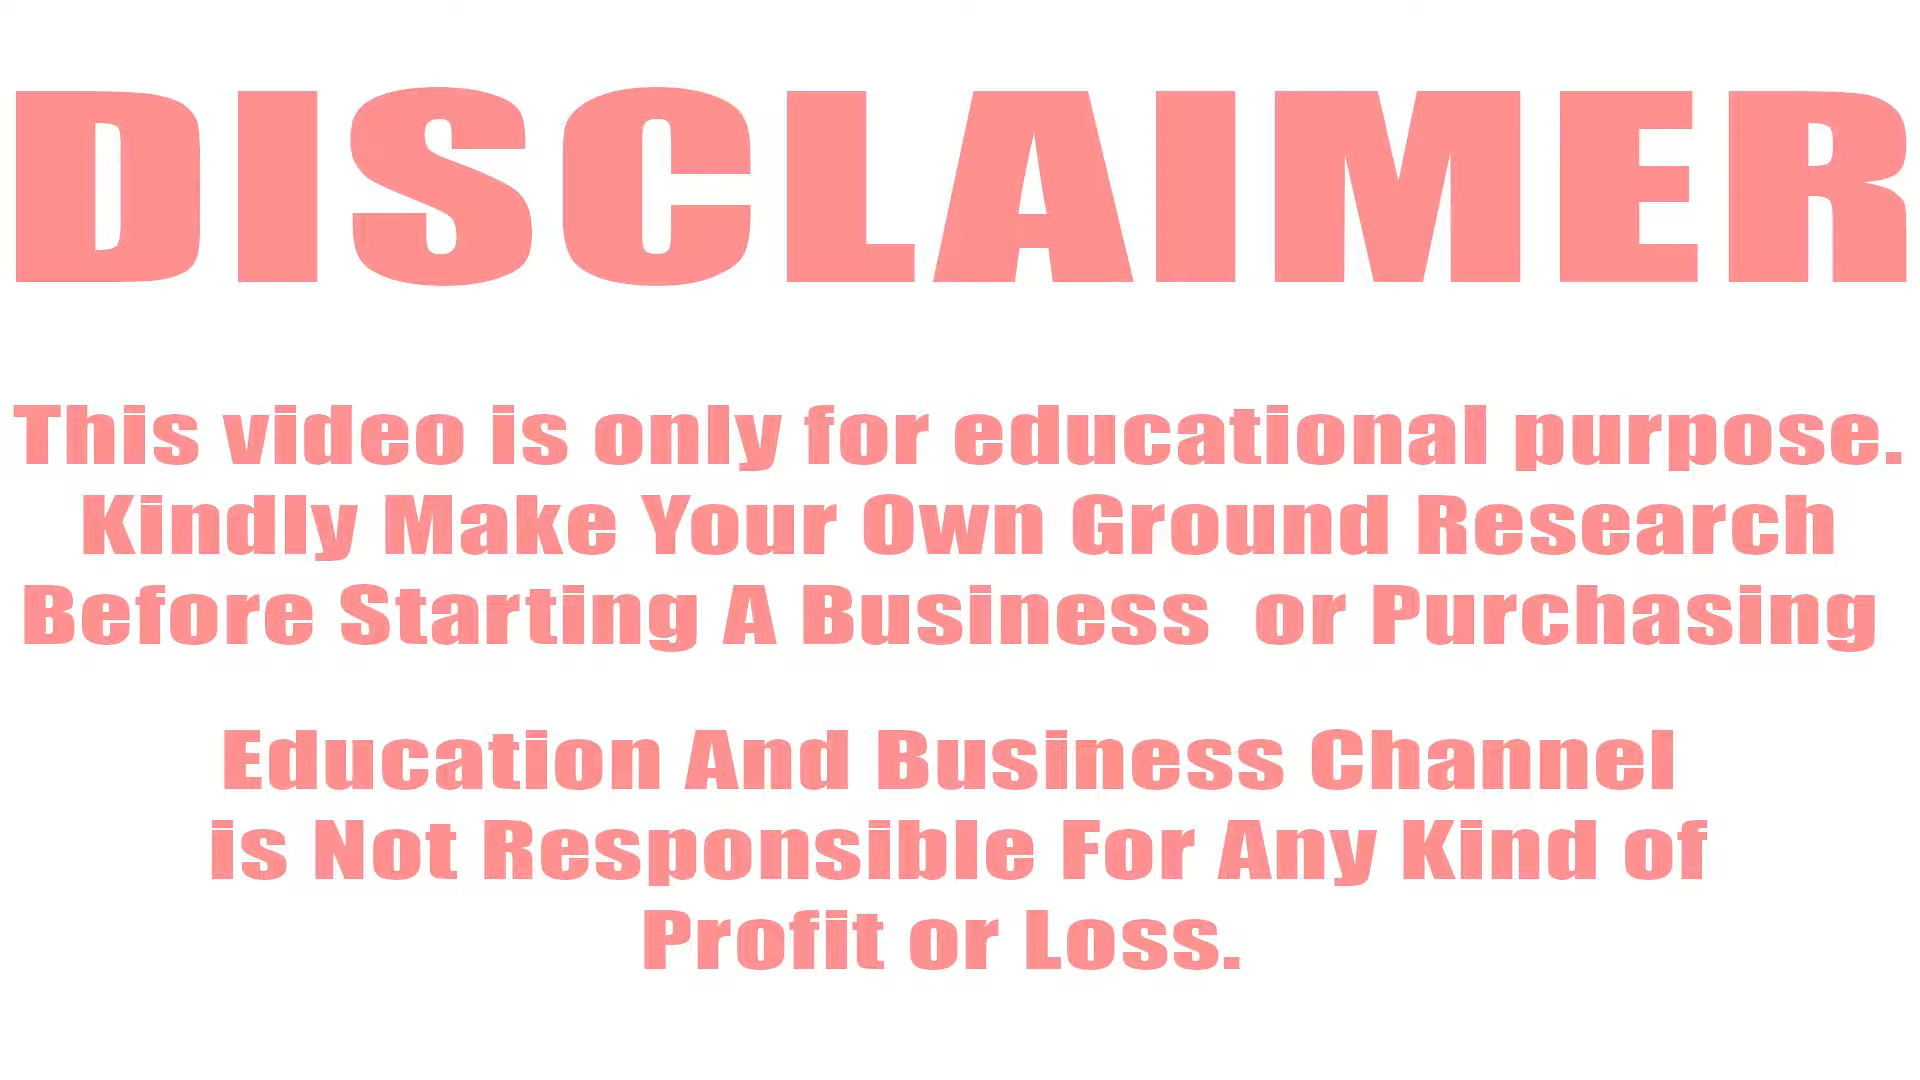 DISCLAIMER
This video is only for educational purpose.
Kindly Make Your Own Ground Research
Before Starting A Business or Purchasing
Education And Business Channel
is Not Responsible For Any Kind of
Profit or Loss.